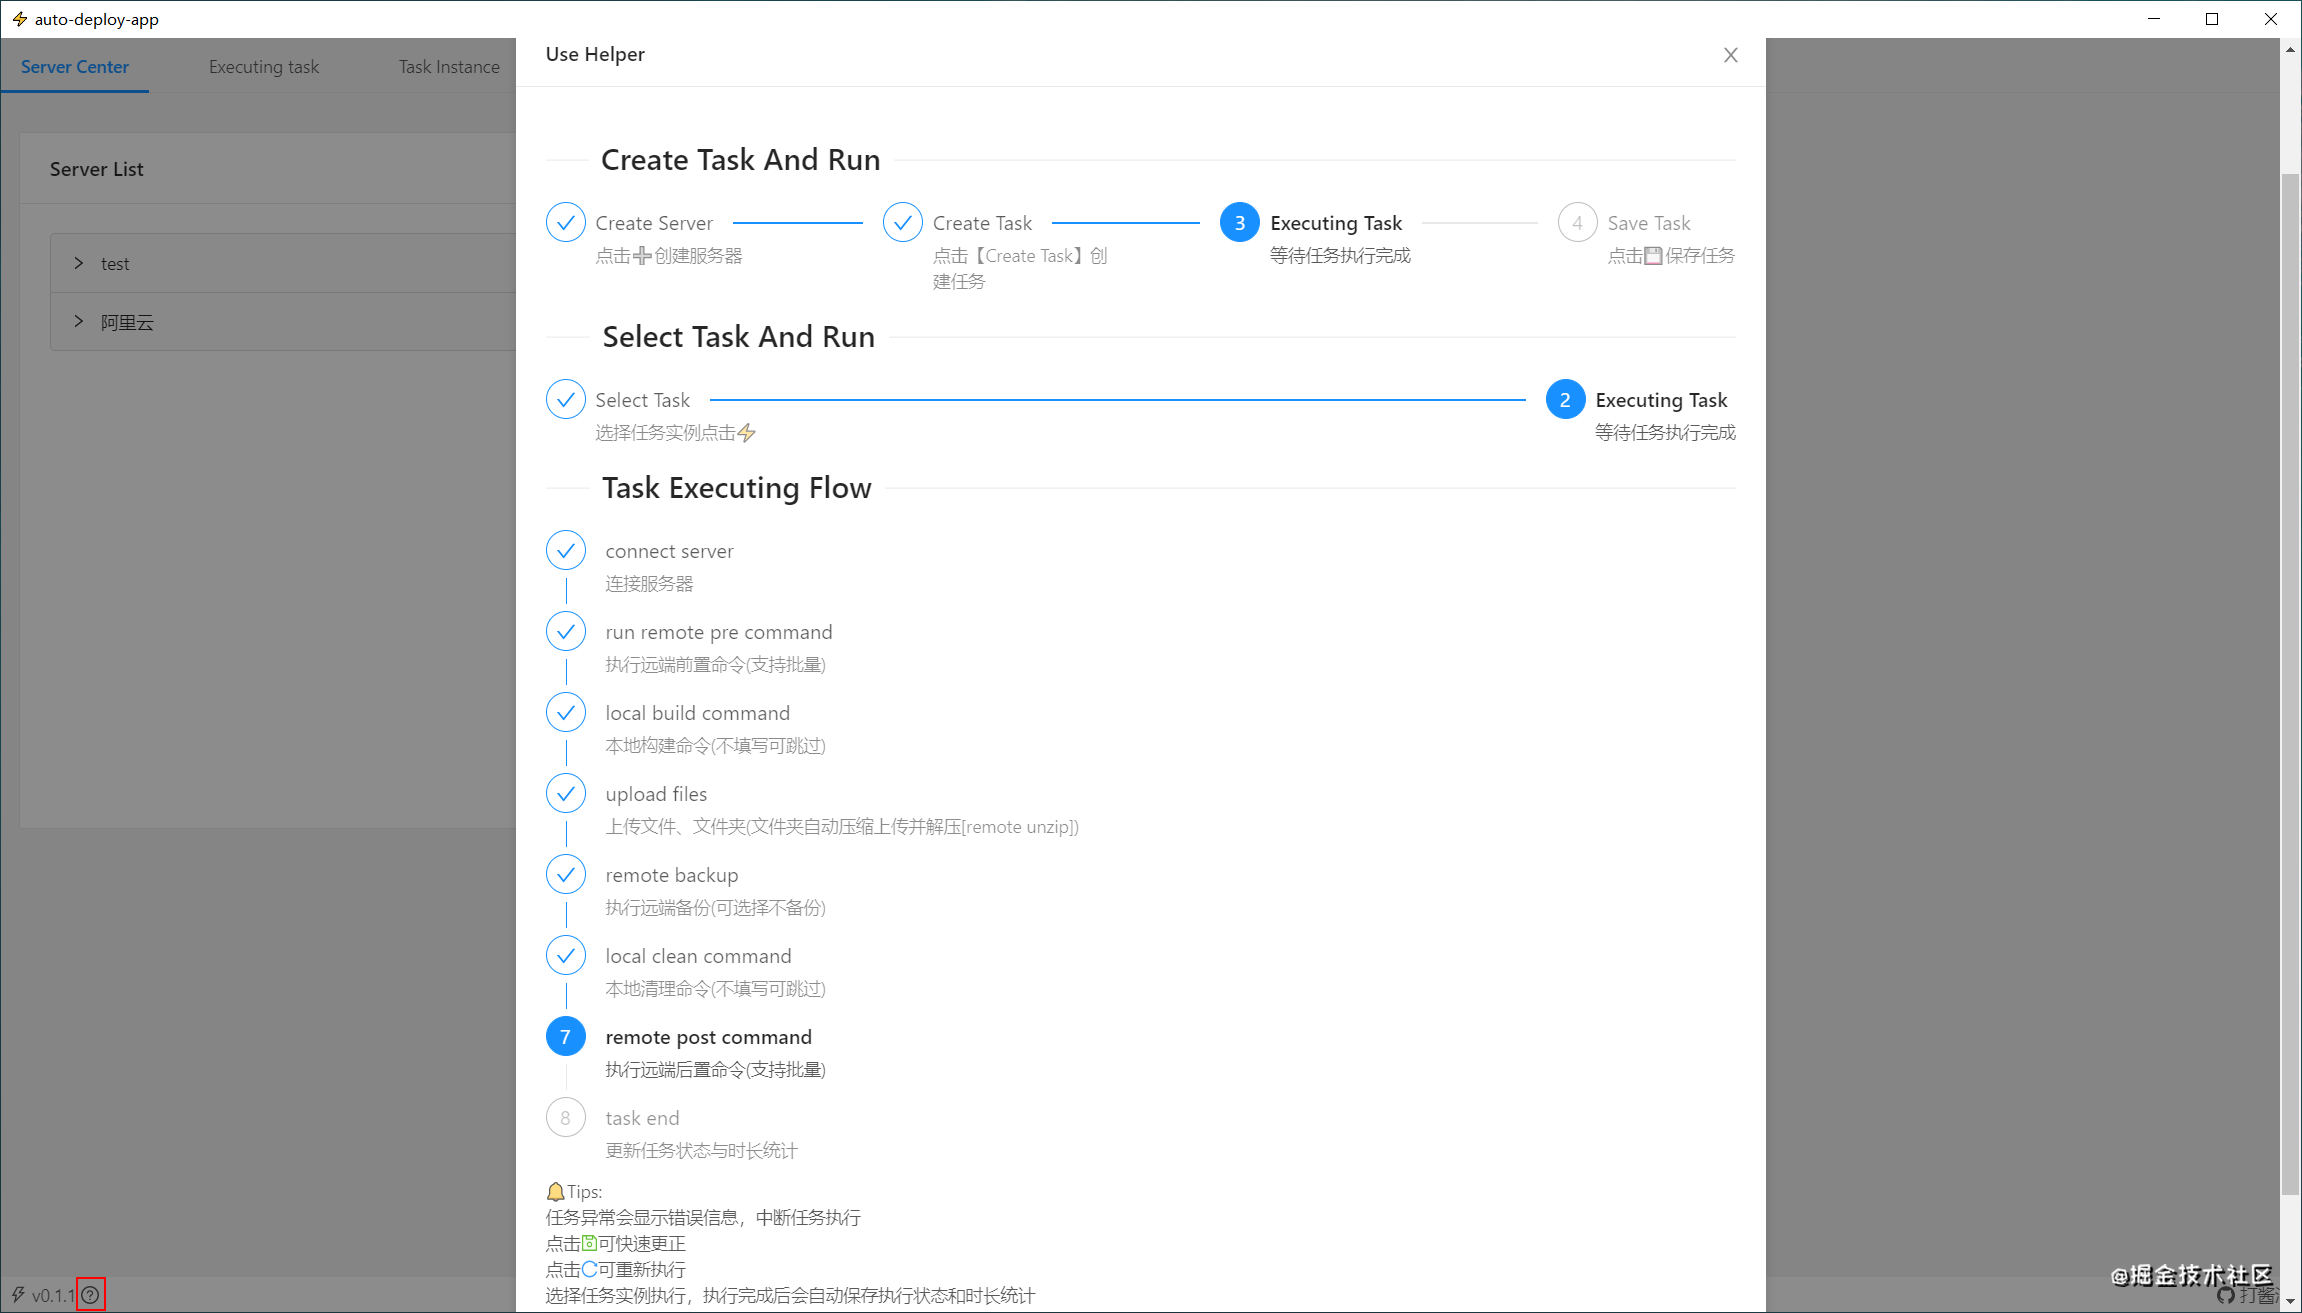 auto-deploy-app
Server Center
Executing task
Task Instance
Server List
test
阿里云
Use Helper
Create Task And Run
Create Server
点击➕创建服务器
Create Task
点击【Create Task】创
建任务
3
Executing Task
等待任务执行完成
4
Save Task
点击💾保存任务
Select Task And Run
Select Task
选择任务实例点击⚡
2
Executing Task
等待任务执行完成
Task Executing Flow
connect server
连接服务器
run remote pre command
执行远端前置命令(支持批量)
local build command
本地构建命令(不填写可跳过)
upload files
上传文件、文件夹(文件夹自动压缩上传并解压[remote unzip])
remote backup
执行远端备份(可选择不备份)
local clean command
本地清理命令(不填写可跳过)
7
remote post command
执行远端后置命令(支持批量)
8
task end
更新任务状态与时长统计
🔔Tips:
任务异常会显示错误信息，中断任务执行
点击可快速更正
点击可重新执行
选择任务实例执行，执行完成后会自动保存执行状态和时长统计
v0.1.1
@掘金技术社区
打酱